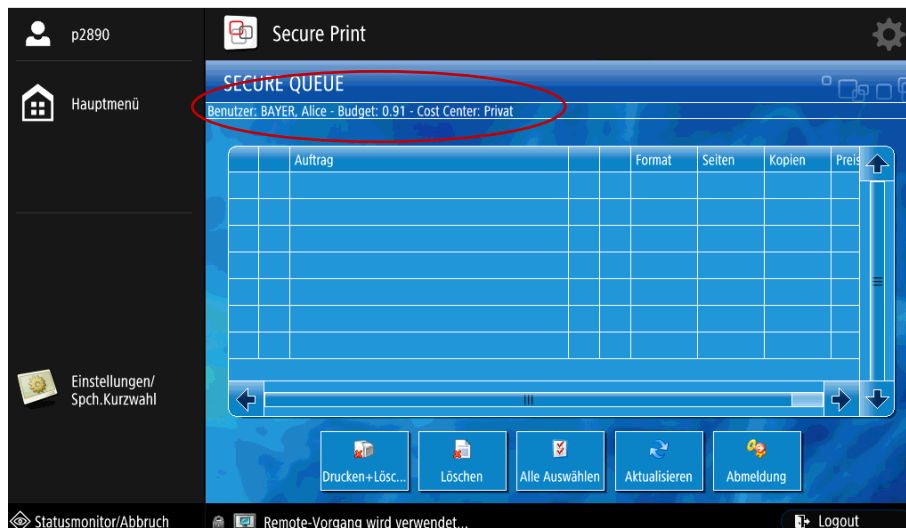 p2890
Secure Print
Hauptmenü
SECURE QUEUE
Benutzer: BAYER, Alice - Budget: 0.91 - Cost Center: Privat
Auftrag Format Seiten Kopien Preis
Einstellungen/
Spch.Kurzwahl
Drucken+Lösc... Löschen Alle Auswählen Aktualisieren Abmeldung
Statusmonitor/Abbruch Remote-Vorgang wird verwendet... Logout